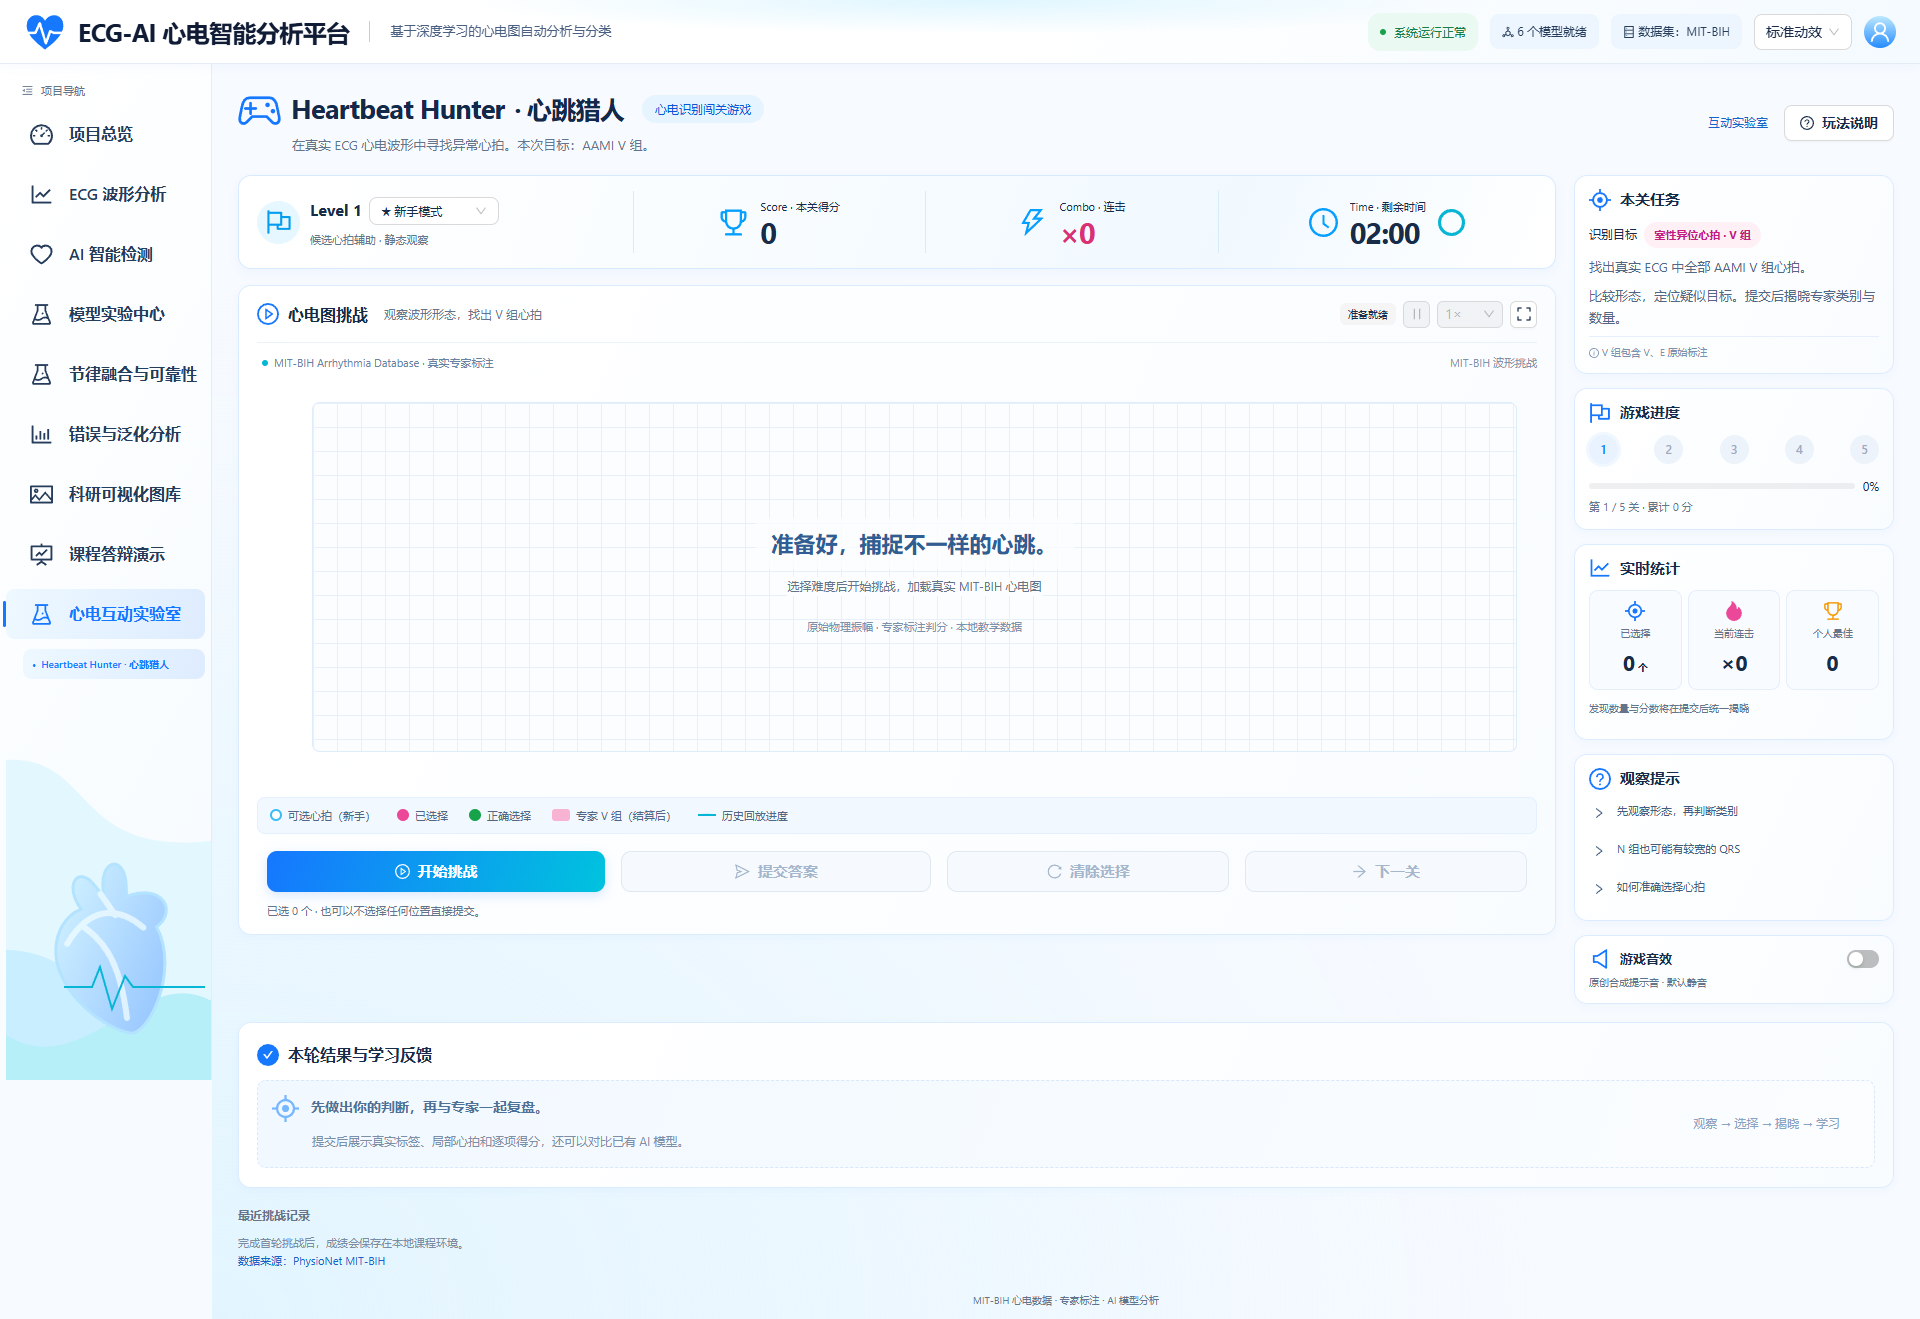 ECG-AI 心电智能分析平台
基于深度学习的心电图自动分析与分类
系统运行正常
6 个模型就绪
数据集：MIT-BIH
标准动效
项目导航
项目总览
ECG 波形分析
AI 智能检测
模型实验中心
节律融合与可靠性
错误与泛化分析
科研可视化图库
课程答辩演示
心电互动实验室
Heartbeat Hunter · 心跳猎人
Heartbeat Hunter · 心跳猎人
心电识别闯关游戏
在真实 ECG 心电波形中寻找异常心拍。本次目标：AAMI V 组。
互动实验室
玩法说明
Level 1
★ 新手模式
候选心拍辅助 · 静态观察
Score · 本关得分
0
Combo · 连击
×0
Time · 剩余时间
02:00
心电图挑战
观察波形形态，找出 V 组心拍
准备就绪
1×
MIT-BIH Arrhythmia Database · 真实专家标注
MIT-BIH 波形挑战
准备好，捕捉不一样的心跳。
选择难度后开始挑战，加载真实 MIT-BIH 心电图
原始物理振幅 · 专家标注判分 · 本地教学数据
可选心拍（新手）
已选择
正确选择
专家 V 组（结算后）
历史回放进度
开始挑战
提交答案
清除选择
下一关
已选 0 个 · 也可以不选择任何位置直接提交。
本关任务
识别目标
室性异位心拍 · V 组
找出真实 ECG 中全部 AAMI V 组心拍。
比较形态，定位疑似目标。提交后揭晓专家类别与
数量。
V 组包含 V、E 原始标注
游戏进度
1
2
3
4
5
0%
第 1 / 5 关 · 累计 0 分
实时统计
已选择
0 个
当前连击
×0
个人最佳
0
发现数量与分数将在提交后统一揭晓
观察提示
先观察形态，再判断类别
N 组也可能有较宽的 QRS
如何准确选择心拍
游戏音效
原创合成提示音 · 默认静音
本轮结果与学习反馈
先做出你的判断，再与专家一起复盘。
提交后展示真实标签、局部心拍和逐项得分，还可以对比已有 AI 模型。
观察 → 选择 → 揭晓 → 学习
最近挑战记录
完成首轮挑战后，成绩会保存在本地课程环境。
数据来源：PhysioNet MIT-BIH
MIT-BIH 心电数据 · 专家标注 · AI 模型分析